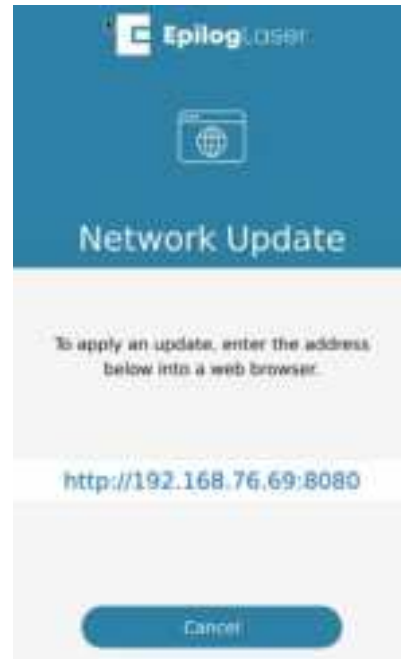 EpilogLaser
Network Update
To apply an update, enter the address
below into a web browser.
http://192.168.76.69:8080
Cancel